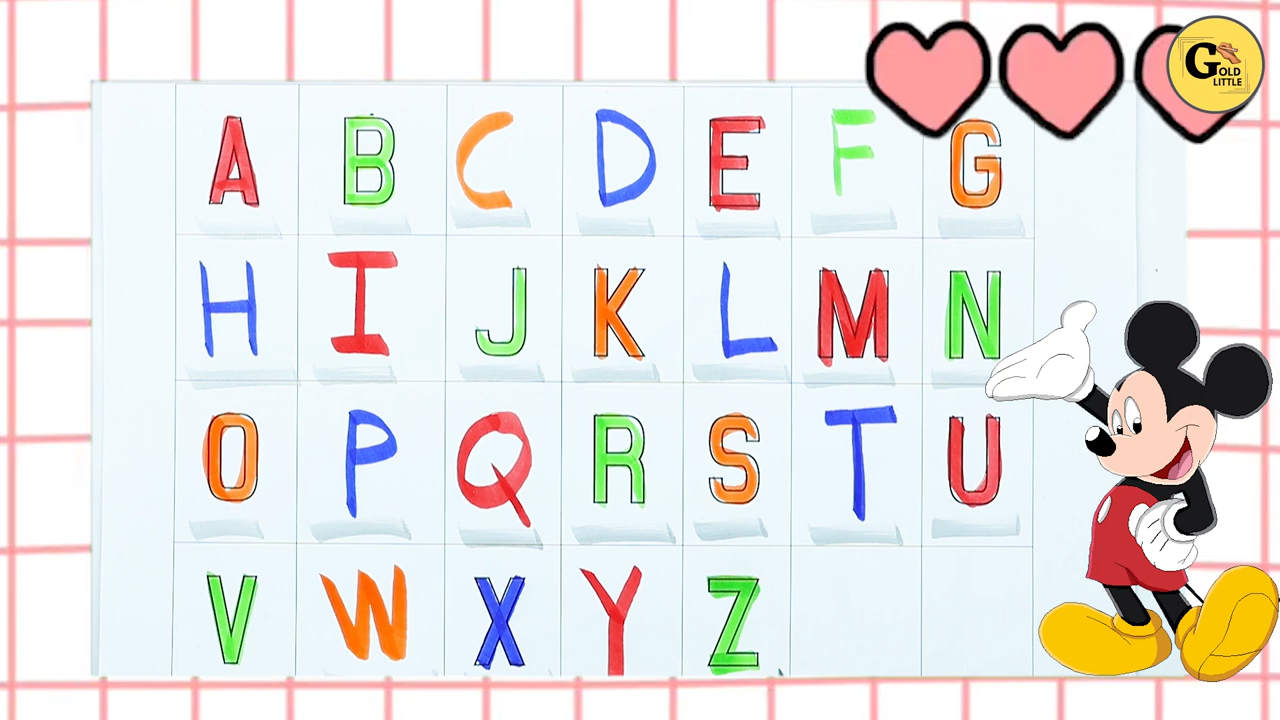 GOLD
LITTLE
A B C D E F G
H I J K L M N
O P Q R S T U
V W X Y Z